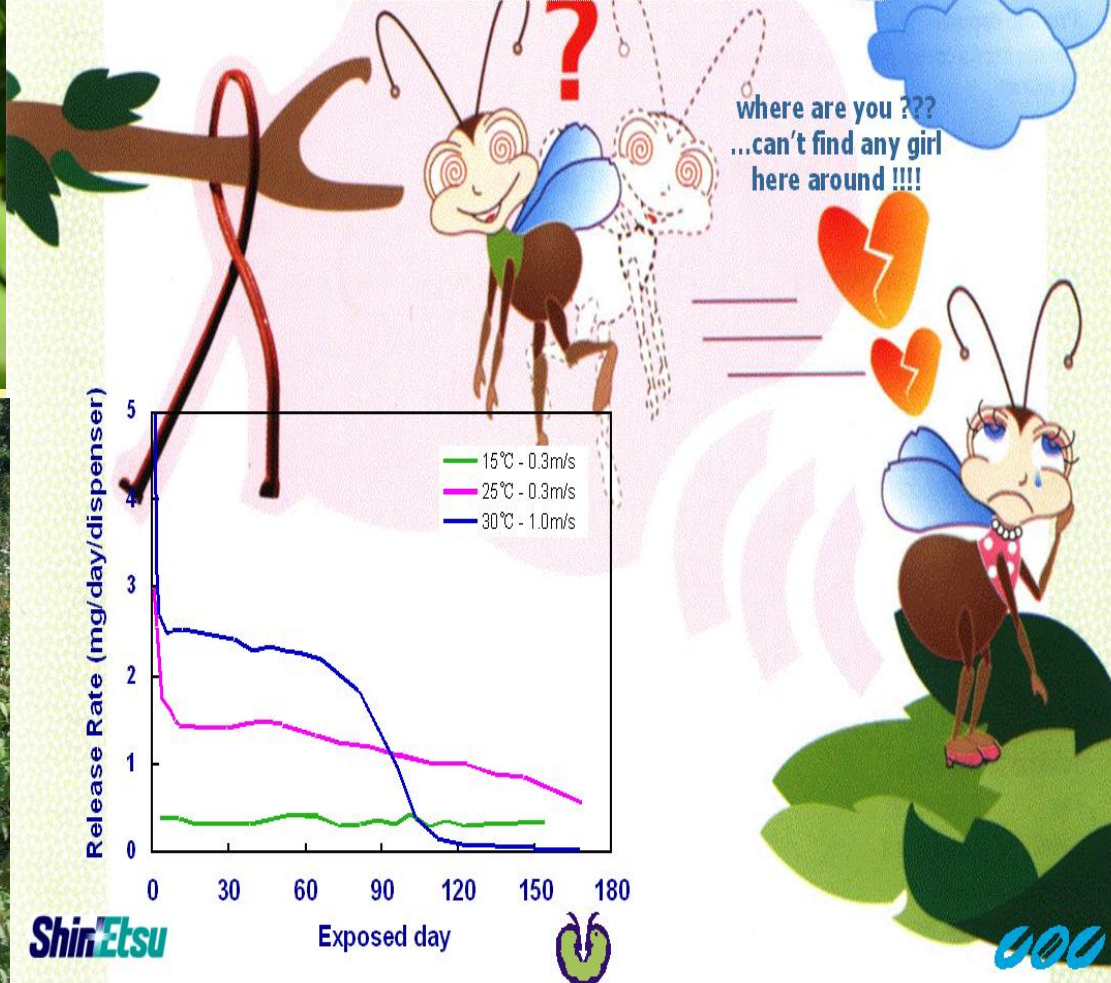 ?
where are you ???
...can't find any girl
here around !!!!
Release Rate (mg/day/dispenser)
5
4
3
2
1
0
15℃ - 0.3m/s
25℃ - 0.3m/s
30℃ - 1.0m/s
0 30 60 90 120 150 180
Exposed day
ShinEtsu